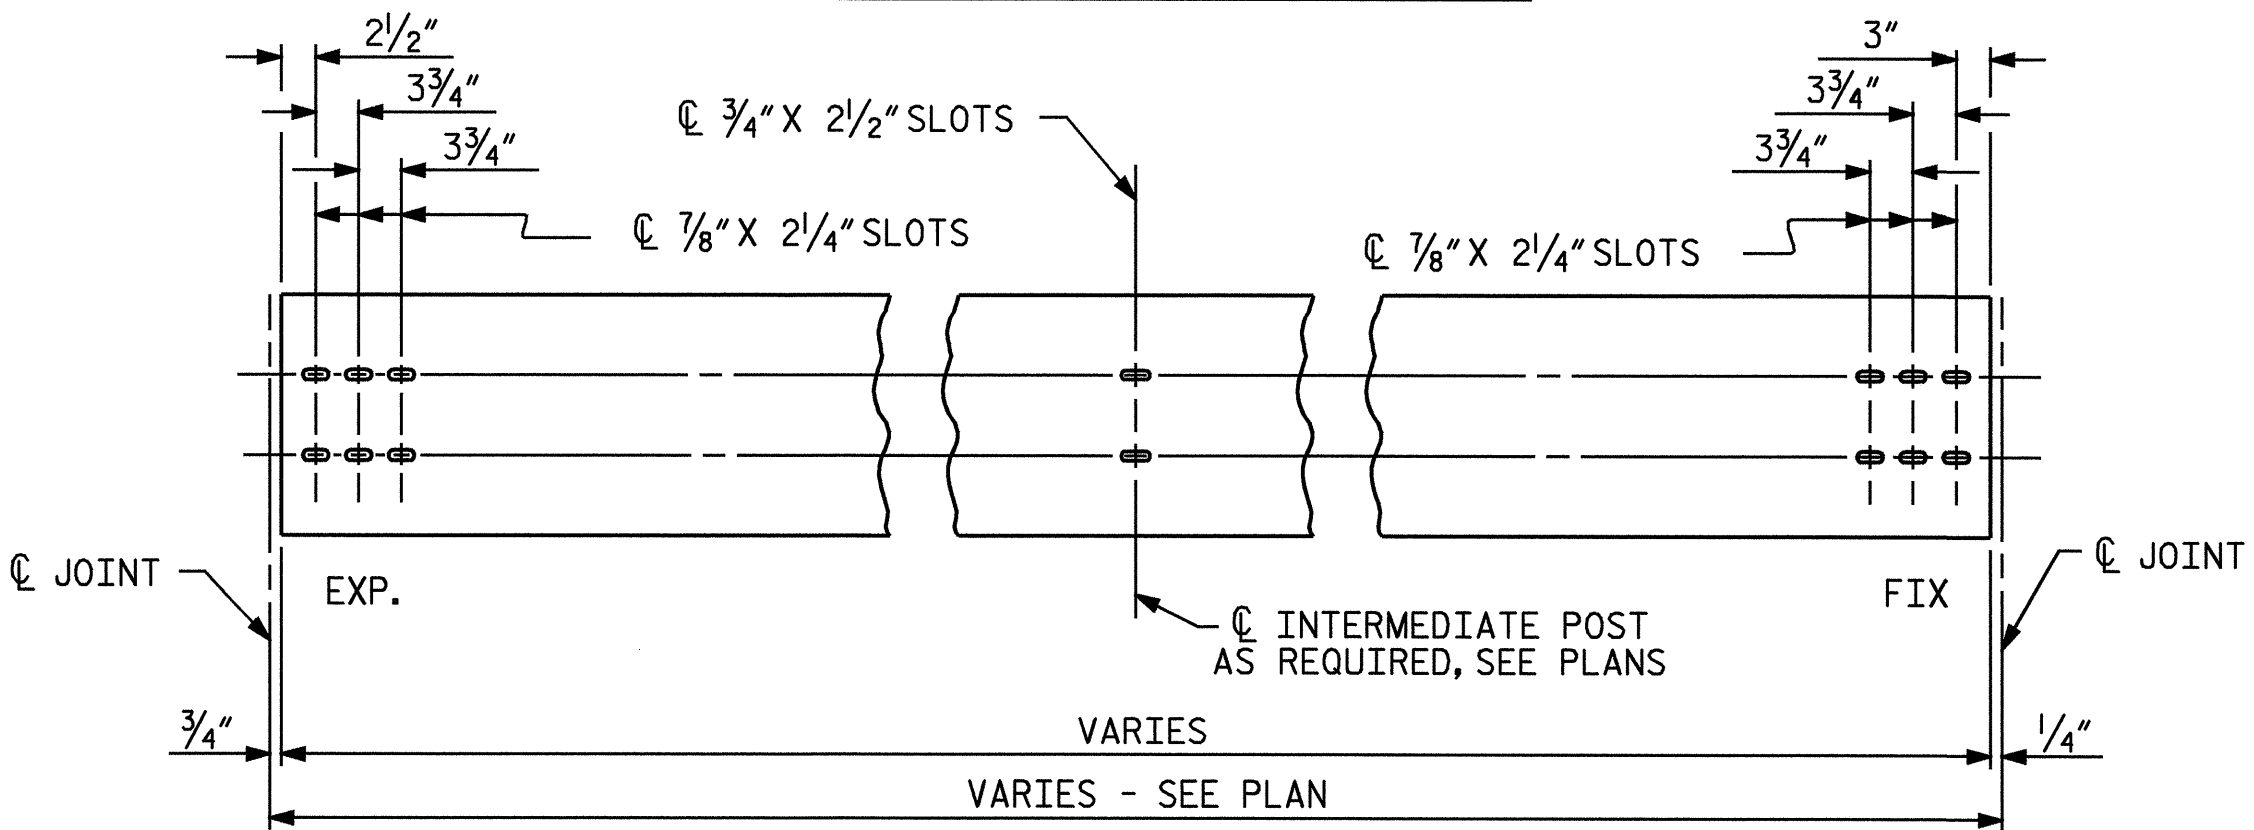 2½"
3"
3¾"
3¾"
℄ ¾" X 2½" SLOTS
3¾"
3¾"
℄ ⅞" X 2¼" SLOTS
℄ ⅞" X 2¼" SLOTS
℄ JOINT
EXP.
FIX
℄ JOINT
℄ INTERMEDIATE POST
AS REQUIRED, SEE PLANS
¾"
VARIES
¼"
VARIES - SEE PLAN